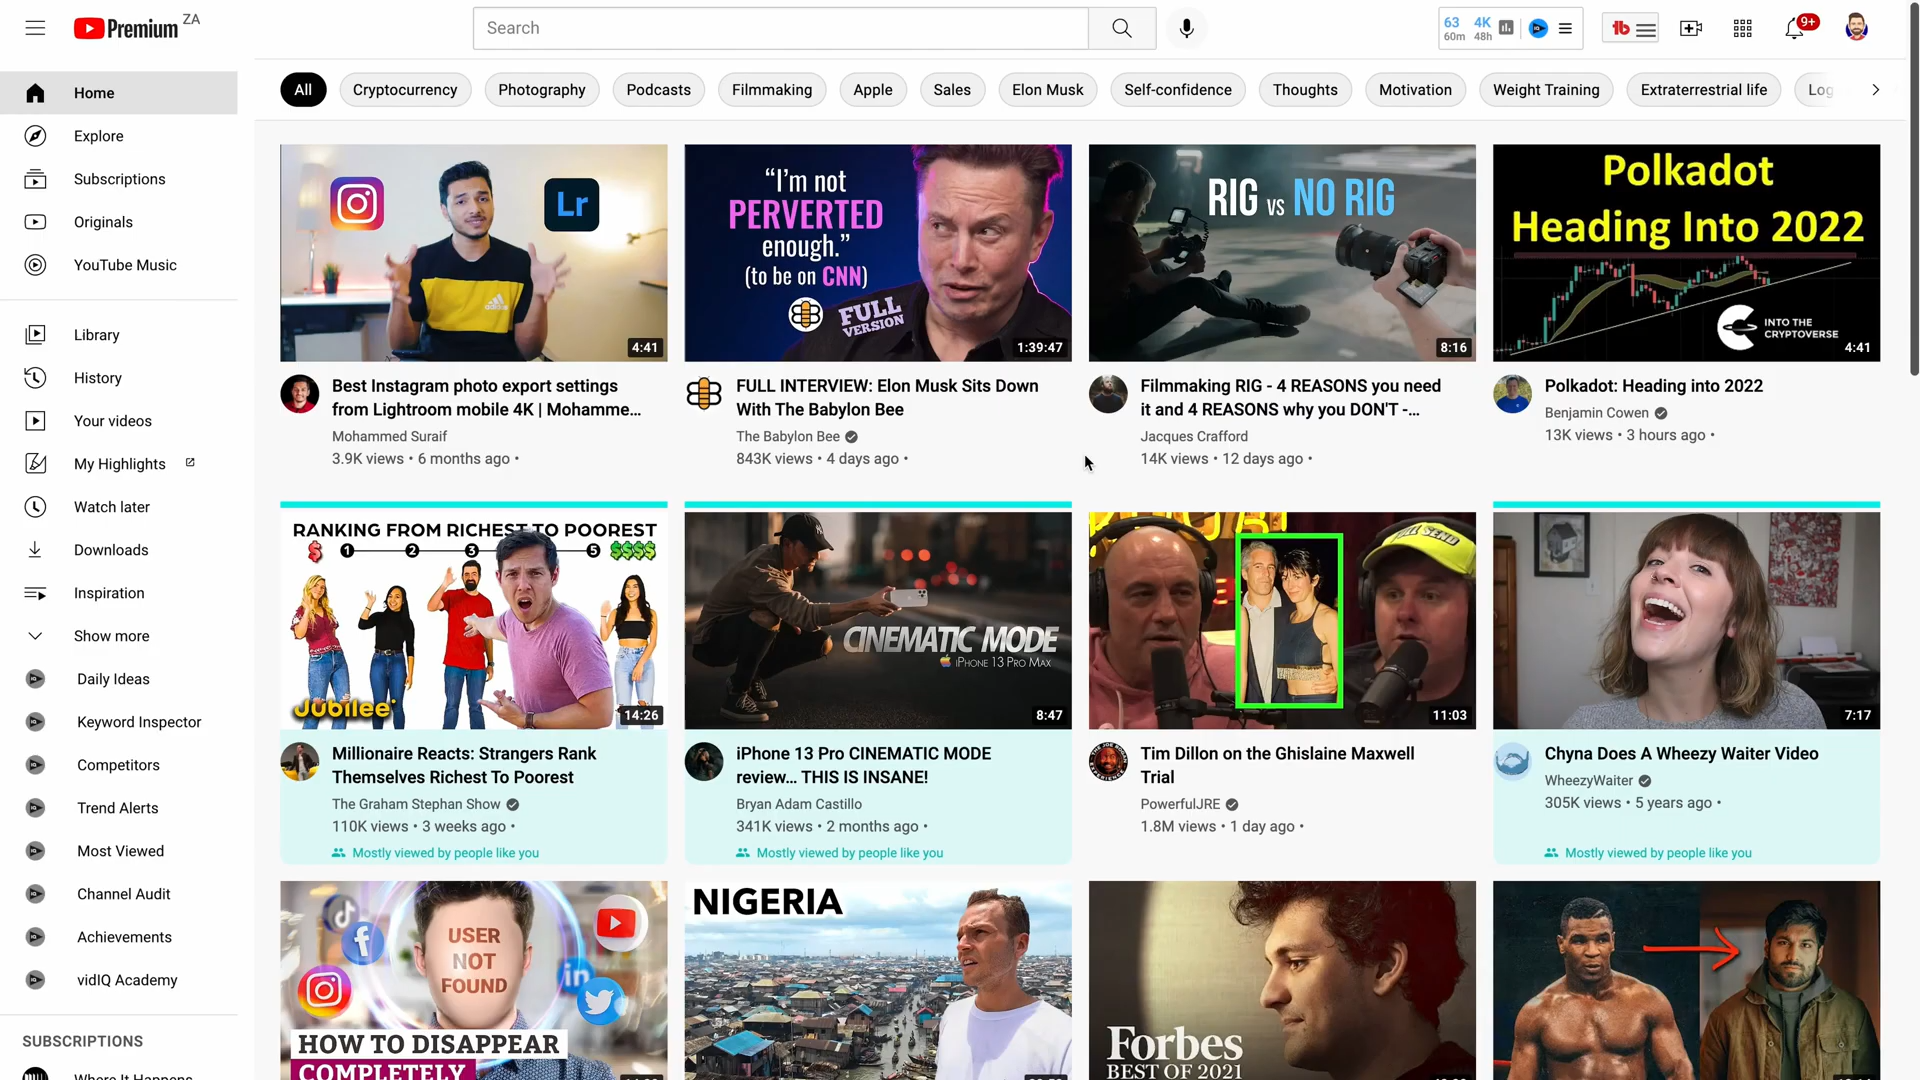 Premium ZA
Search
63 60m
4K 48h
9+
Home
Explore
Subscriptions
Originals
YouTube Music
Library
History
Your videos
My Highlights
Watch later
Downloads
Inspiration
Show more
Daily Ideas
Keyword Inspector
Competitors
Trend Alerts
Most Viewed
Channel Audit
Achievements
vidIQ Academy
SUBSCRIPTIONS
Where It Happens
All
Cryptocurrency
Photography
Podcasts
Filmmaking
Apple
Sales
Elon Musk
Self-confidence
Thoughts
Motivation
Weight Training
Extraterrestrial life
Log
Lr
4:41
Best Instagram photo export settings
from Lightroom mobile 4K | Mohamme...
Mohammed Suraif
3.9K views • 6 months ago •
“I’m not
PERVERTED
enough.”
(to be on CNN)
FULL
VERSION
1:39:47
FULL INTERVIEW: Elon Musk Sits Down
With The Babylon Bee
The Babylon Bee
843K views • 4 days ago •
RIG VS NO RIG
8:16
Filmmaking RIG - 4 REASONS you need
it and 4 REASONS why you DON'T -...
Jacques Crafford
14K views • 12 days ago •
Polkadot
Heading Into 2022
INTO THE
CRYPTOVERSE
4:41
Polkadot: Heading into 2022
Benjamin Cowen
13K views • 3 hours ago •
RANKING FROM RICHEST TO POOREST
$ 1 2 3 5 $$$$
Jubilee
14:26
Millionaire Reacts: Strangers Rank
Themselves Richest To Poorest
The Graham Stephan Show
110K views • 3 weeks ago •
Mostly viewed by people like you
CINEMATIC MODE
iPHONE 13 PRO MAX
8:47
iPhone 13 Pro CINEMATIC MODE
review... THIS IS INSANE!
Bryan Adam Castillo
341K views • 2 months ago •
Mostly viewed by people like you
11:03
Tim Dillon on the Ghislaine Maxwell
Trial
PowerfulJRE
1.8M views • 1 day ago •
7:17
Chyna Does A Wheezy Waiter Video
WheezyWaiter
305K views • 5 years ago •
Mostly viewed by people like you
USER
NOT
FOUND
in
HOW TO DISAPPEAR
COMPLETELY
NIGERIA
Forbes
BEST OF 2021